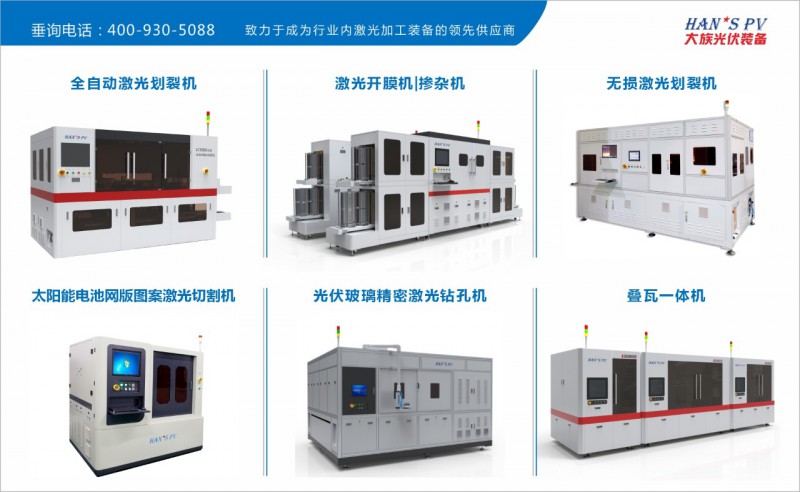 垂询电话：400-930-5088
致力于成为行业内激光加工装备的领先供应商
HAN*S PV
大族光伏装备
全自动激光划裂机
激光开膜机|掺杂机
无损激光划裂机
HAN*S PV
HAN*S PV
太阳能电池网版图案激光切割机
光伏玻璃精密激光钻孔机
叠瓦一体机
HAN*S PV
HAN*S PV
HAN*S PV